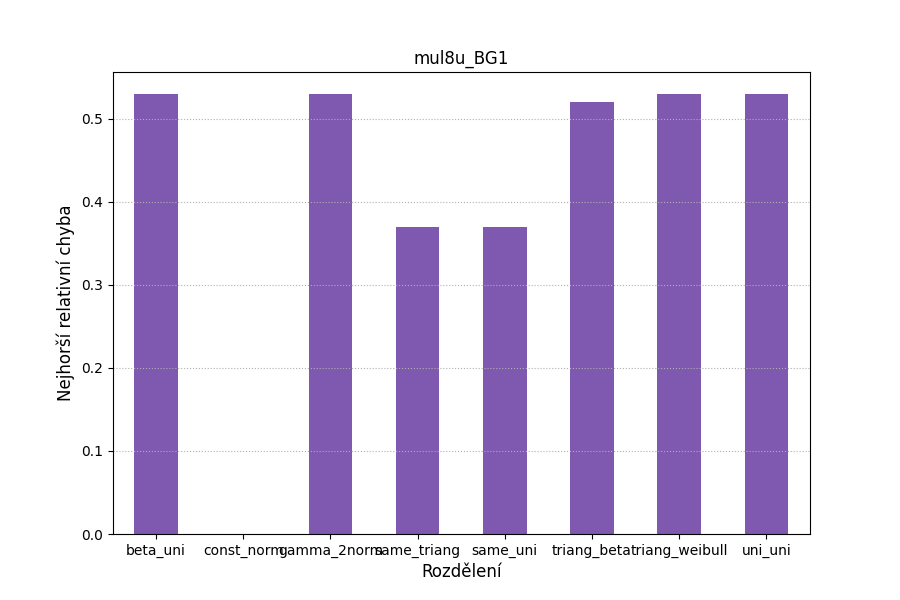 mul8u_BG1
Nejhorší relativní chyba
0.5
0.4
0.3
0.2
0.1
0.0
beta_uni const_norm gamma_2norm same_triang same_uni triang_beta triang_weibull uni_uni
Rozdělení